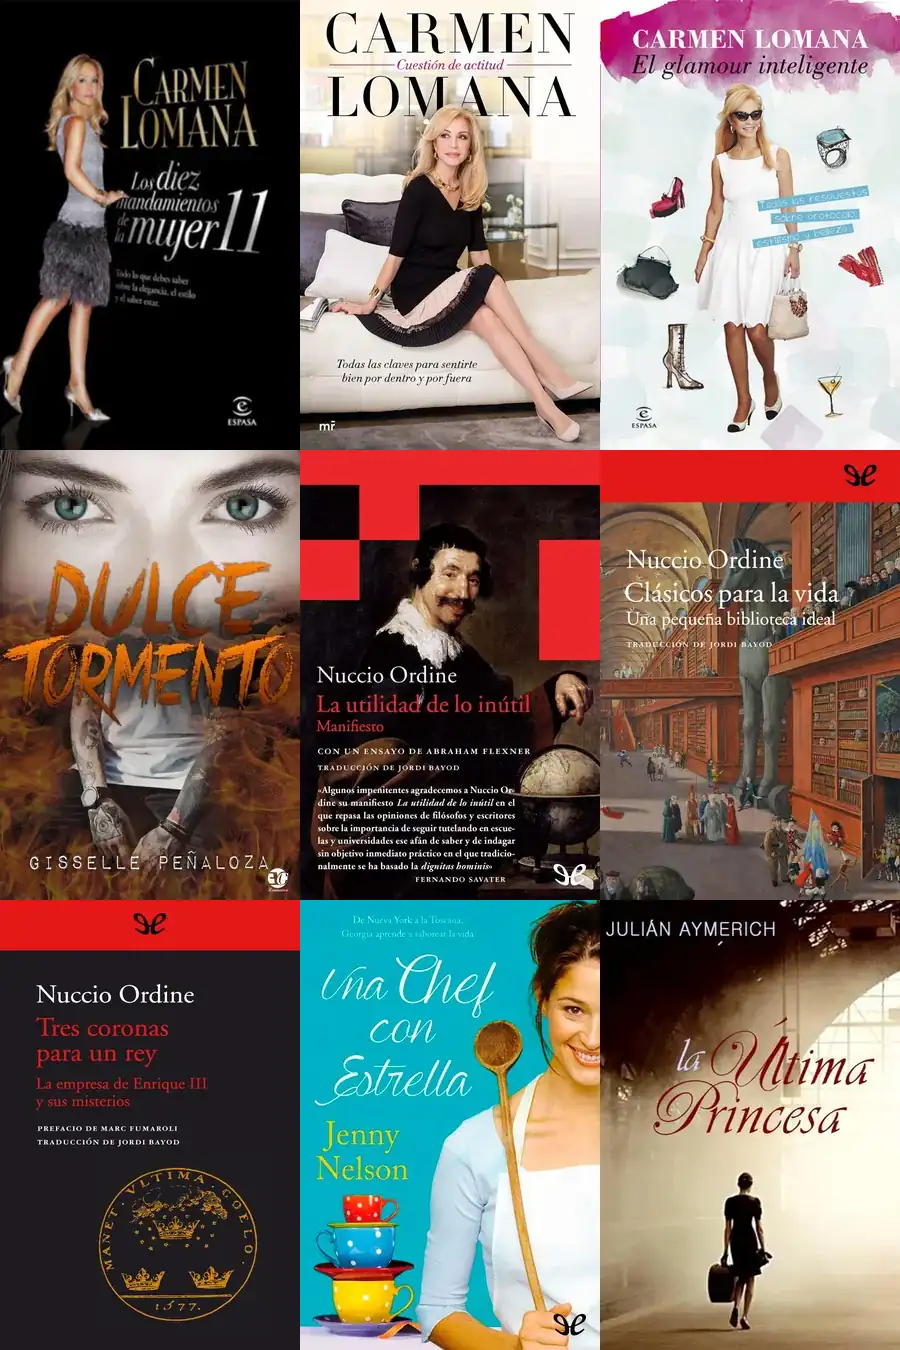 CARMEN
LOMANA
Los diez
mandamientos
de
la mujer 11
Todo lo que debes saber
sobre la elegancia, el estilo
y el saber estar.
e
ESPASA
CARMEN
Cuestión de actitud
LOMANA
Todas las claves para sentirte
bien por dentro y por fuera
mr
CARMEN LOMANA
El glamour inteligente
Todas las respuestas
sobre protocolo,
estilismo y belleza
e
ESPASA
DULCE
TORMENTO
GISSELLE PEÑALOZA
Nuccio Ordine
La utilidad de lo inútil
Manifiesto
CON UN ENSAYO DE ABRAHAM FLEXNER
TRADUCCIÓN DE JORDI BAYOD
«Algunos impenitentes agradecemos a Nuccio Or-
dine su manifiesto La utilidad de lo inútil en el
que repasa las opiniones de filósofos y escritores
sobre la importancia de seguir tutelando en escue-
las y universidades ese afán de saber y de indagar
sin objetivo inmediato práctico en el que tradicio-
nalmente se ha basado la dignitas hominis»
FERNANDO SAVATER
Nuccio Ordine
Clásicos para la vida
Una pequeña biblioteca ideal
TRADUCCIÓN DE JORDI BAYOD
Nuccio Ordine
Tres coronas
para un rey
La empresa de Enrique III
y sus misterios
PREFACIO DE MARC FUMAROLI
TRADUCCIÓN DE JORDI BAYOD
MANET VLTIMA COELO
1577.
De Nueva York a la Toscana,
Georgia aprende a saborear la vida
Una Chef
con
Estrella
Jenny
Nelson
JULIÁN AYMERICH
la Última
Princesa